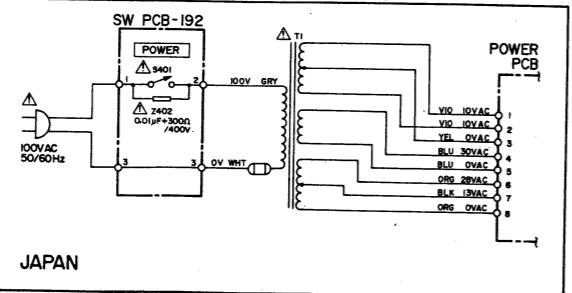 SW PCB-192
POWER
S401
1 2
Z402
0.01μF+300Ω
/400V.
100VAC
50/60Hz
3 3
100V GRY
0V WHT
T1
POWER
PCB
VIO 10VAC 1
VIO 10VAC 2
YEL 0VAC 3
BLU 30VAC 4
BLU 0VAC 5
ORG 28VAC 6
BLK 13VAC 7
ORG 0VAC 8
JAPAN